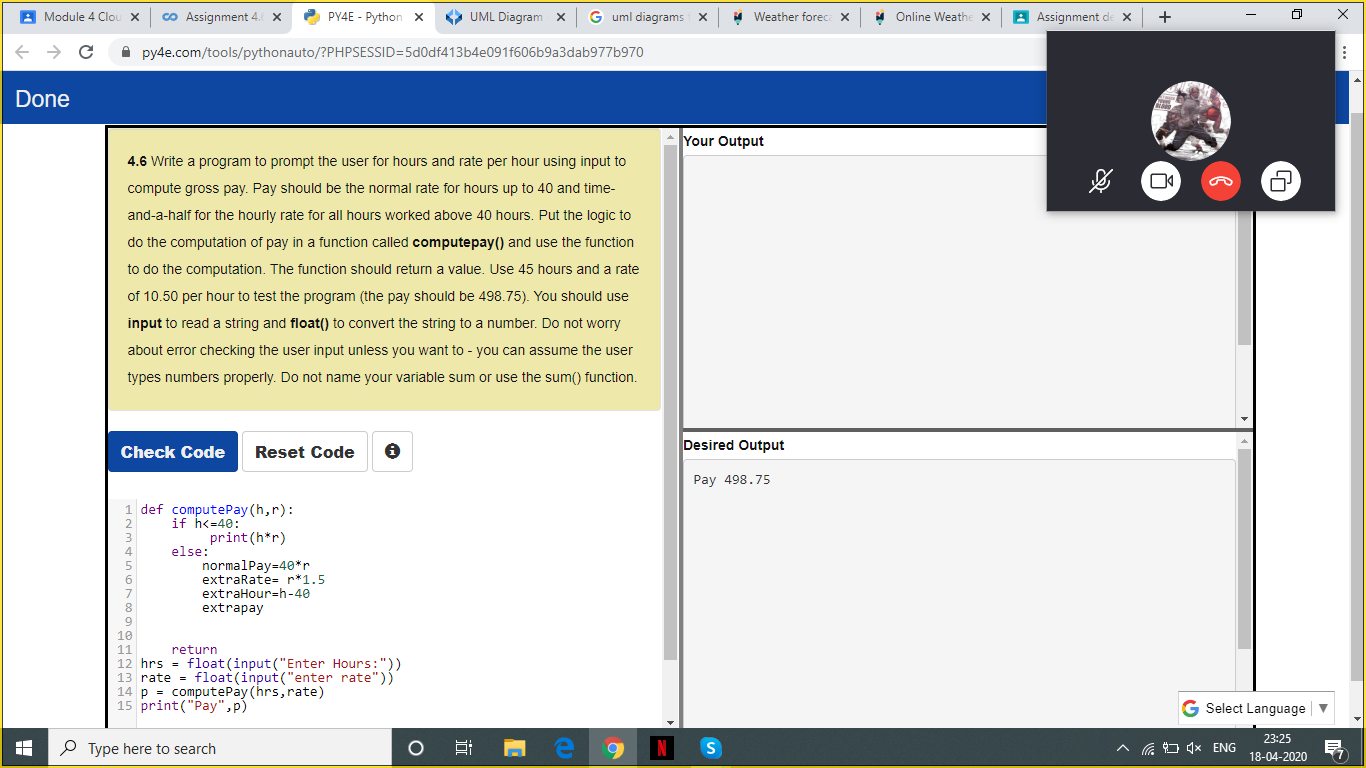 Module 4 Clou
Assignment 4.
PY4E - Python
UML Diagram
uml diagrams
Weather foreca
Online Weathe
Assignment de
py4e.com/tools/pythonauto/?PHPSESSID=5d0df413b4e091f606b9a3dab977b970
Done
4.6 Write a program to prompt the user for hours and rate per hour using input to
compute gross pay. Pay should be the normal rate for hours up to 40 and time-
and-a-half for the hourly rate for all hours worked above 40 hours. Put the logic to
do the computation of pay in a function called computepay() and use the function
to do the computation. The function should return a value. Use 45 hours and a rate
of 10.50 per hour to test the program (the pay should be 498.75). You should use
input to read a string and float() to convert the string to a number. Do not worry
about error checking the user input unless you want to - you can assume the user
types numbers properly. Do not name your variable sum or use the sum() function.
Check Code
Reset Code
1 def computePay(h,r):
2 if h<=40:
3 print(h*r)
4 else:
5 normalPay=40*r
6 extraRate= r*1.5
7 extraHour=h-40
8 extrapay
9
10
11 return
12 hrs = float(input("Enter Hours:"))
13 rate = float(input("enter rate"))
14 p = computePay(hrs,rate)
15 print("Pay",p)
Your Output
Desired Output
Pay 498.75
Select Language
Type here to search
ENG
23:25
18-04-2020
7